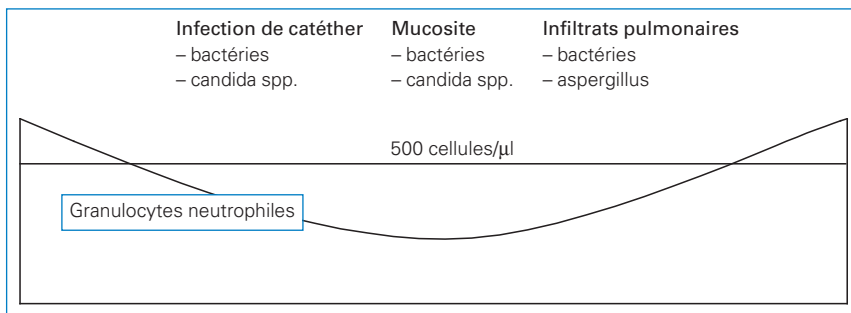 Infection de catéther
– bactéries
– candida spp.
Mucosite
– bactéries
– candida spp.
Infiltrats pulmonaires
– bactéries
– aspergillus
500 cellules/µl
Granulocytes neutrophiles